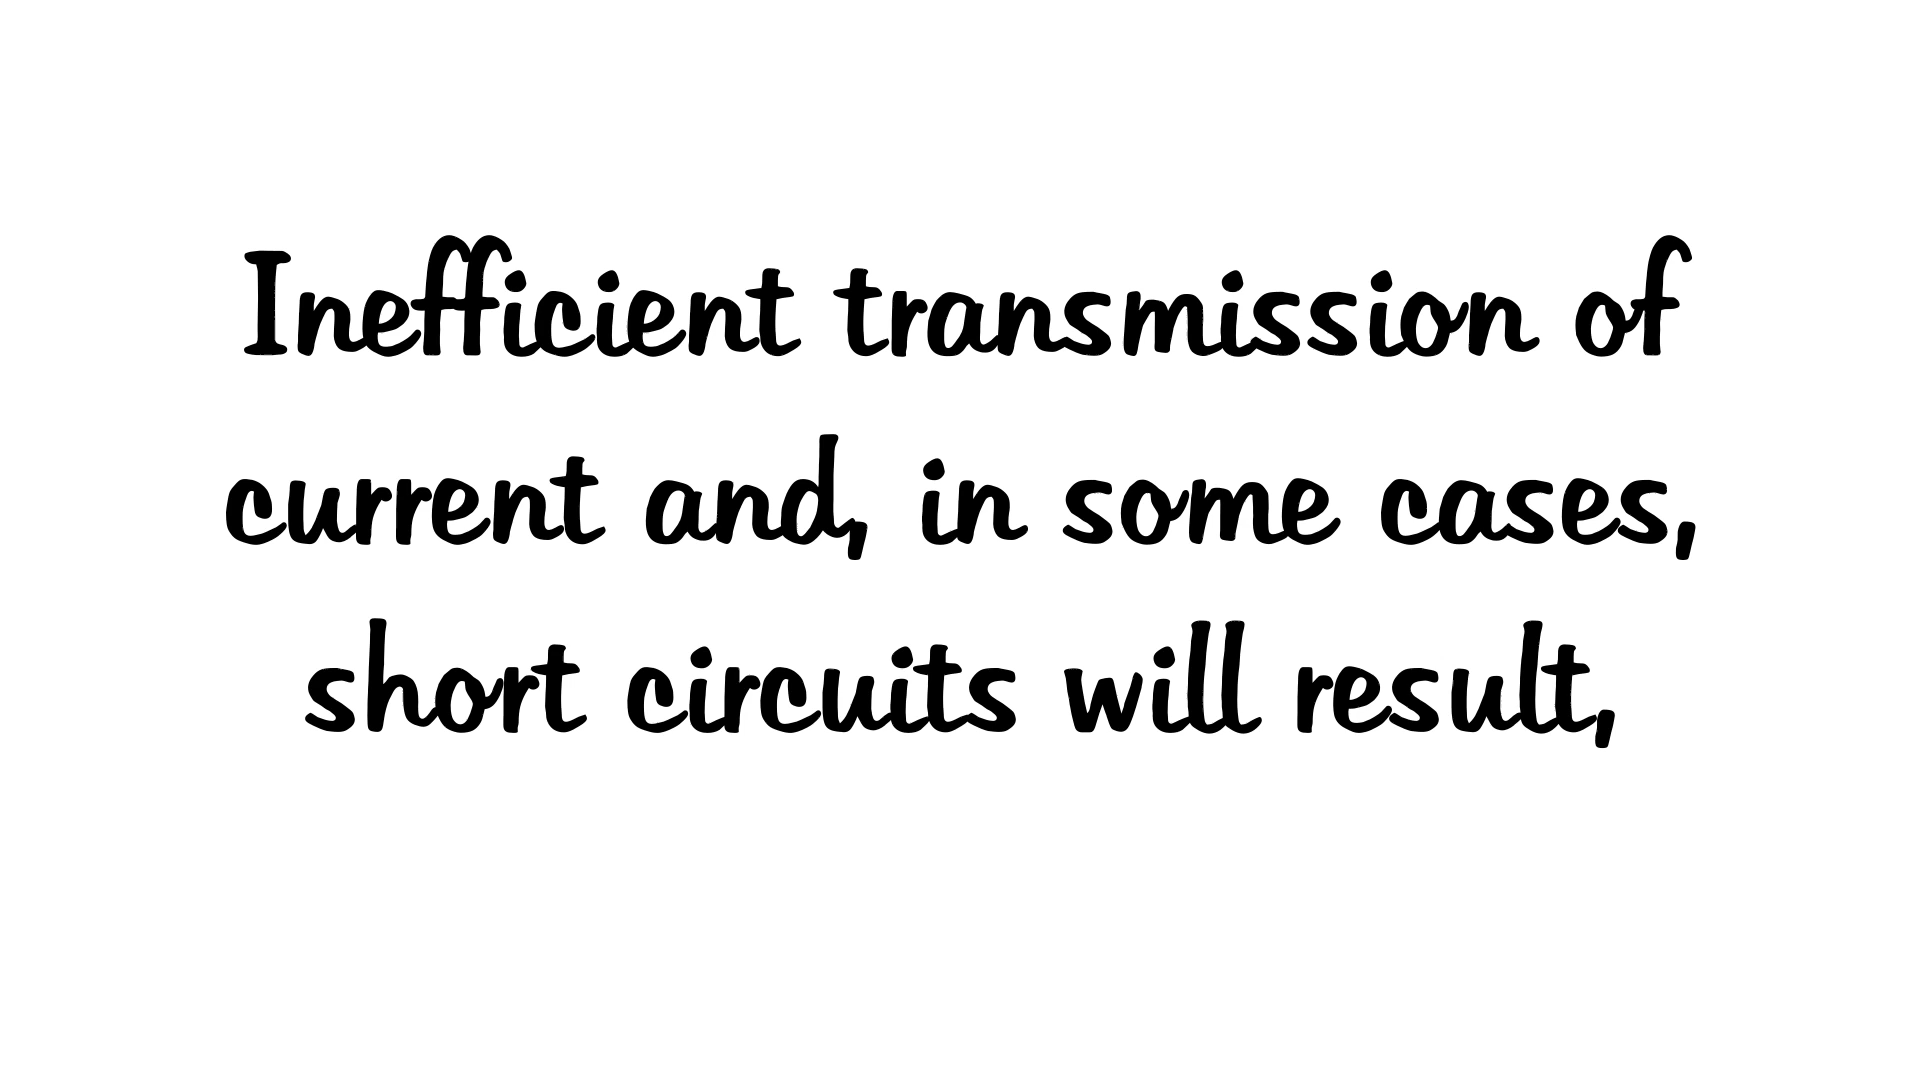 Inefficient transmission of
current and, in some cases,
short circuits will result,